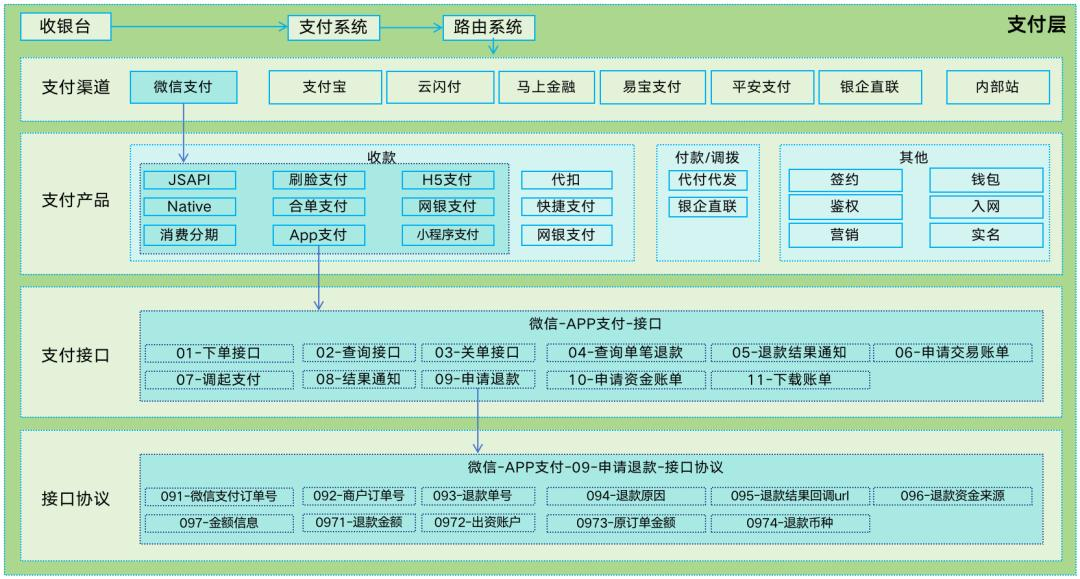 收银台 支付系统 路由系统 支付层
支付渠道 微信支付 支付宝 云闪付 马上金融 易宝支付 平安支付 银企直联 内部站
支付产品
收款
JSAPI 刷脸支付 H5支付 代扣
Native 合单支付 网银支付 快捷支付
消费分期 App支付 小程序支付 网银支付
付款/调拨
代付代发
银企直联
其他
签约 钱包
鉴权 入网
营销 实名
支付接口
微信-APP支付-接口
01-下单接口 02-查询接口 03-关单接口 04-查询单笔退款 05-退款结果通知 06-申请交易账单
07-调起支付 08-结果通知 09-申请退款 10-申请资金账单 11-下载账单
接口协议
微信-APP支付-09-申请退款-接口协议
091-微信支付订单号 092-商户订单号 093-退款单号 094-退款原因 095-退款结果回调url 096-退款资金来源
097-金额信息 0971-退款金额 0972-出资账户 0973-原订单金额 0974-退款币种